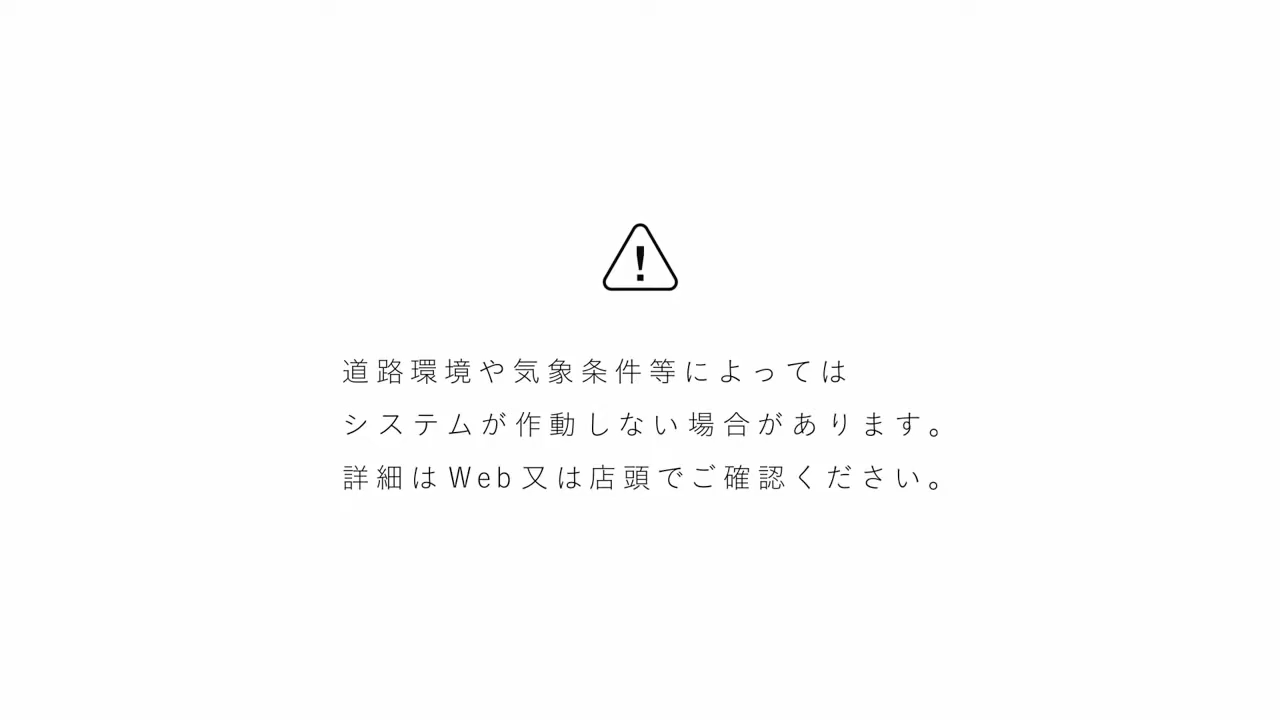 道路環境や気象条件等によっては
システムが作動しない場合があります。
詳細はWeb又は店頭でご確認ください。